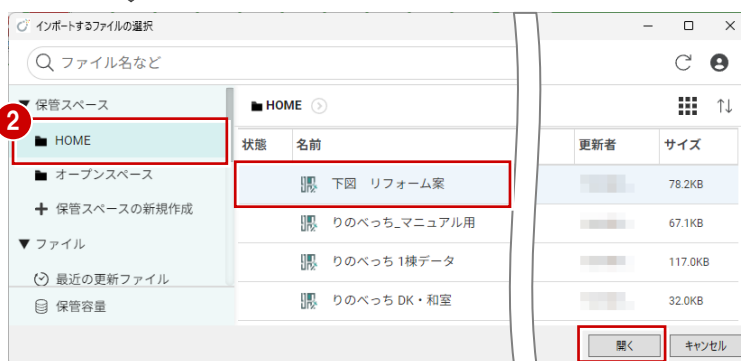 インポートするファイルの選択
ファイル名など
▼ 保管スペース
HOME
2
HOME
オープンスペース
保管スペースの新規作成
▼ ファイル
最近の更新ファイル
保管容量
状態 名前 更新者 サイズ
下図 リフォーム案 78.2KB
りのべっち_マニュアル用 67.1KB
りのべっち 1棟データ 117.0KB
りのべっち DK・和室 32.0KB
開く キャンセル